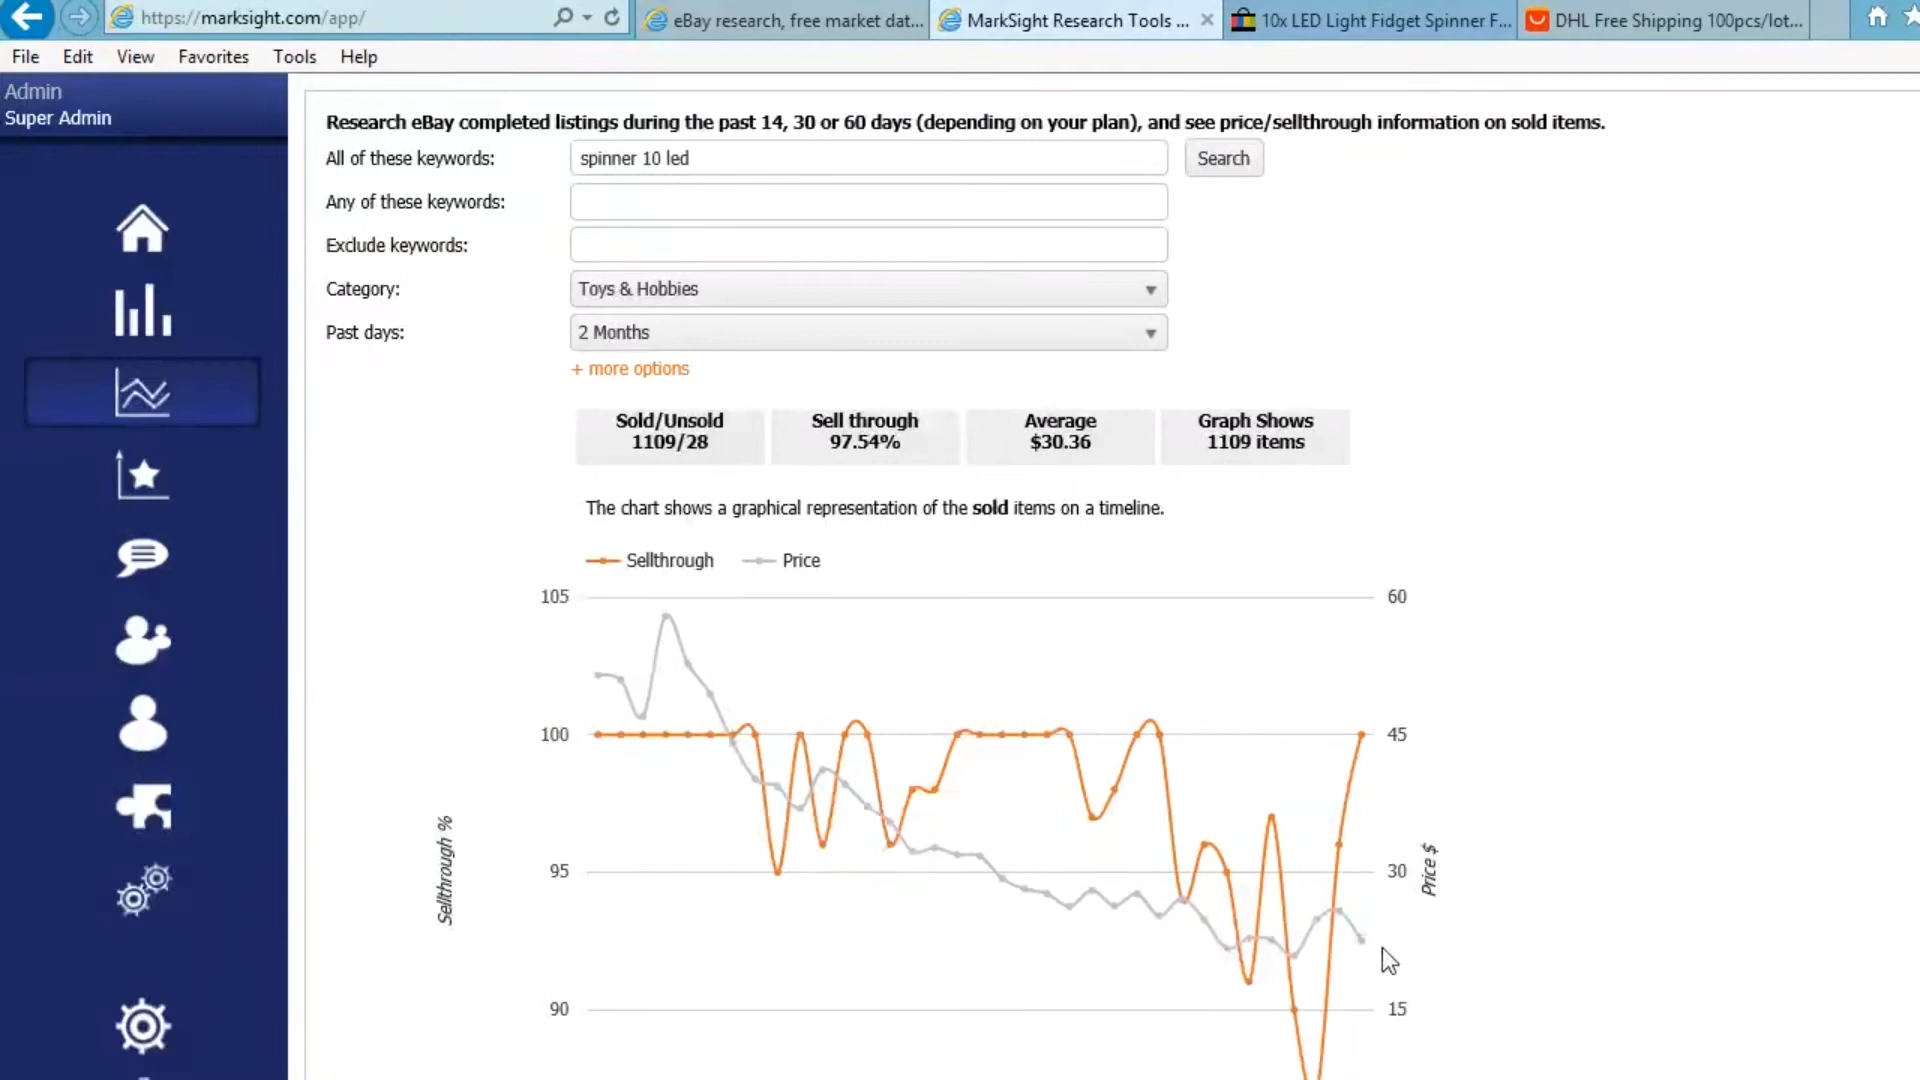 https://marksight.com/app/
eBay research, free market dat...
MarkSight Research Tools ...
10x LED Light Fidget Spinner F...
DHL Free Shipping 100pcs/lot...
File Edit View Favorites Tools Help
Admin
Super Admin
Research eBay completed listings during the past 14, 30 or 60 days (depending on your plan), and see price/sellthrough information on sold items.
All of these keywords: spinner 10 led Search
Any of these keywords:
Exclude keywords:
Category: Toys & Hobbies
Past days: 2 Months
+ more options
Sold/Unsold Sell through Average Graph Shows
1109/28 97.54% $30.36 1109 items
The chart shows a graphical representation of the sold items on a timeline.
Sellthrough Price
105 60
100 45
95 30
90 15
Sellthrough %
Price $